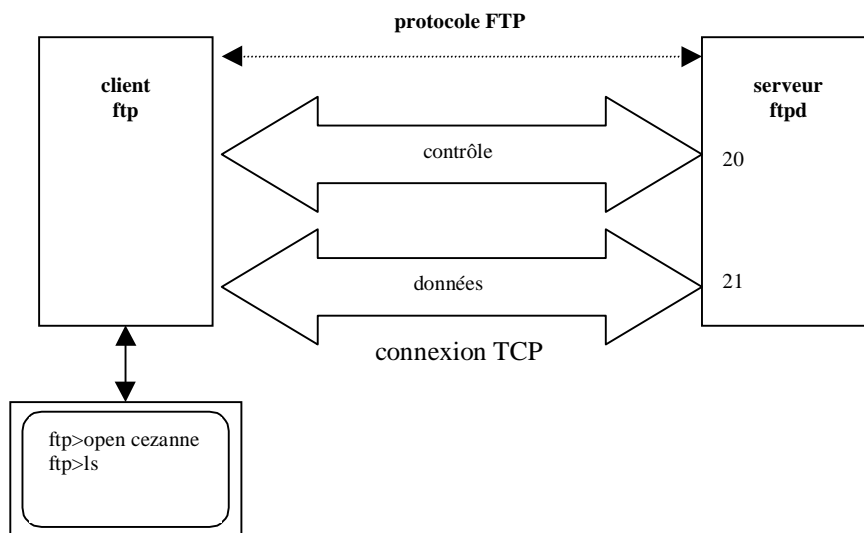 protocole FTP
client
ftp
serveur
ftpd
contrôle
20
données
21
connexion TCP
ftp>open cezanne
ftp>ls